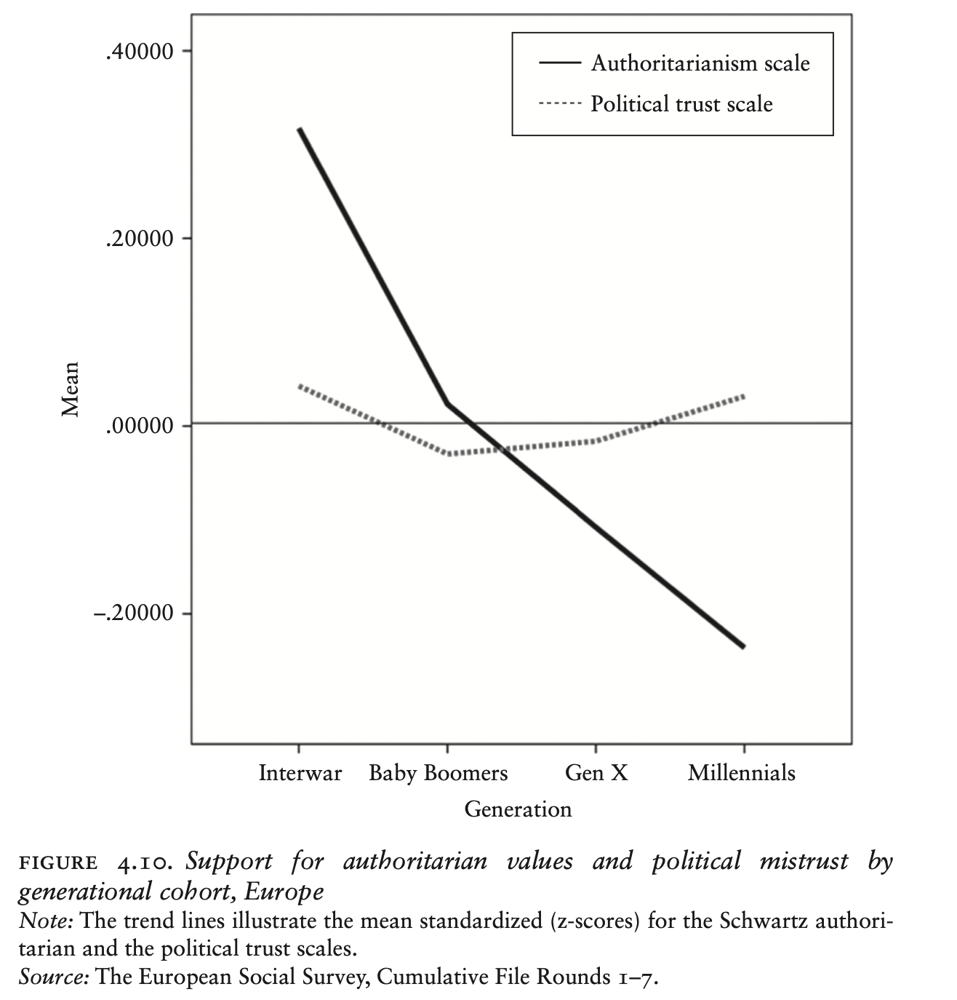 .40000
Authoritarianism scale
Political trust scale
.20000
Mean
.00000
–.20000
Interwar Baby Boomers Gen X Millennials
Generation
FIGURE 4.10. Support for authoritarian values and political mistrust by
generational cohort, Europe
Note: The trend lines illustrate the mean standardized (z-scores) for the Schwartz authori-
tarian and the political trust scales.
Source: The European Social Survey, Cumulative File Rounds 1–7.